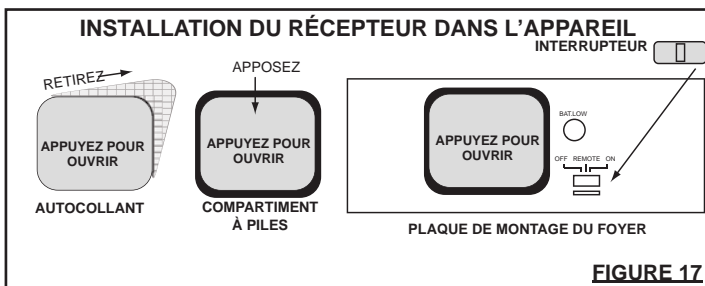 INSTALLATION DU RÉCEPTEUR DANS L'APPAREIL
INTERRUPTEUR
RETIREZ
APPUYEZ POUR
OUVRIR
AUTOCOLLANT
APPOSEZ
APPUYEZ POUR
OUVRIR
COMPARTIMENT
À PILES
APPUYEZ POUR
OUVRIR
BAT.LOW
OFF REMOTE ON
PLAQUE DE MONTAGE DU FOYER
FIGURE 17